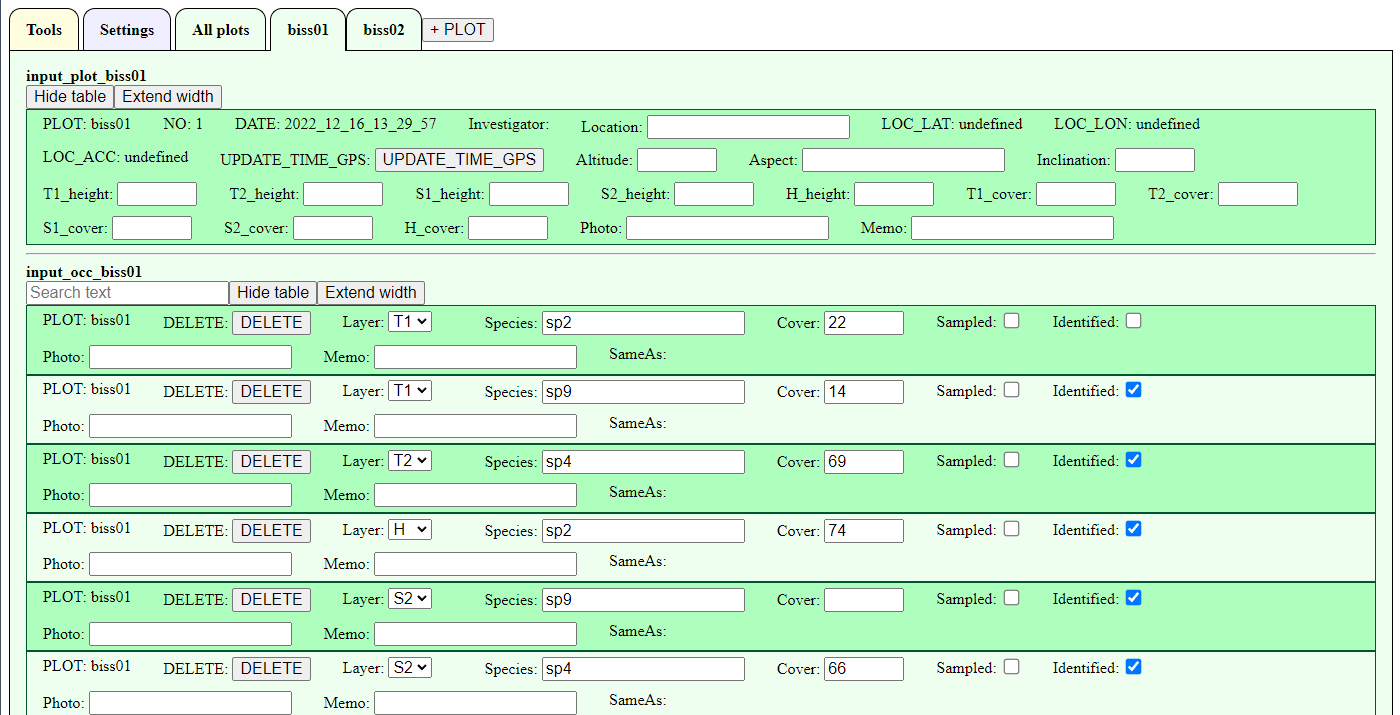 Tools Settings All plots biss01 biss02 + PLOT
input_plot_biss01
Hide table Extend width
PLOT: biss01 NO: 1 DATE: 2022_12_16_13_29_57 Investigator: Location: LOC_LAT: undefined LOC_LON: undefined
LOC_ACC: undefined UPDATE_TIME_GPS: UPDATE_TIME_GPS Altitude: Aspect: Inclination:
T1_height: T2_height: S1_height: S2_height: H_height: T1_cover: T2_cover:
S1_cover: S2_cover: H_cover: Photo: Memo:
input_occ_biss01
Search text Hide table Extend width
PLOT: biss01 DELETE: DELETE Layer: T1 Species: sp2 Cover: 22 Sampled: Identified:
Photo: Memo: SameAs:
PLOT: biss01 DELETE: DELETE Layer: T1 Species: sp9 Cover: 14 Sampled: Identified:
Photo: Memo: SameAs:
PLOT: biss01 DELETE: DELETE Layer: T2 Species: sp4 Cover: 69 Sampled: Identified:
Photo: Memo: SameAs:
PLOT: biss01 DELETE: DELETE Layer: H Species: sp2 Cover: 74 Sampled: Identified:
Photo: Memo: SameAs:
PLOT: biss01 DELETE: DELETE Layer: S2 Species: sp9 Cover: Sampled: Identified:
Photo: Memo: SameAs:
PLOT: biss01 DELETE: DELETE Layer: S2 Species: sp4 Cover: 66 Sampled: Identified:
Photo: Memo: SameAs: